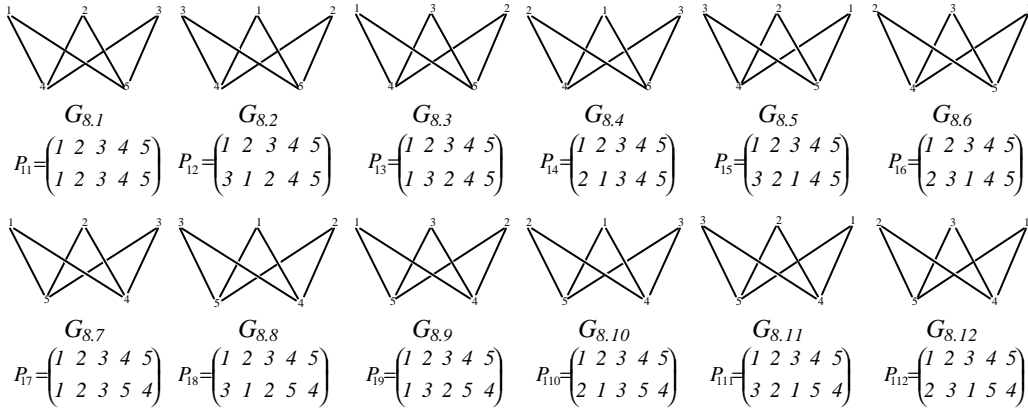 1 2 3 3 1 2 1 3 2 2 1 3 3 2 1 2 3 1
4 5 4 5 4 5 4 5 4 5 4 5
G8.1 G8.2 G8.3 G8.4 G8.5 G8.6
1 2 3 4 5 1 2 3 4 5 1 2 3 4 5 1 2 3 4 5 1 2 3 4 5 1 2 3 4 5
P11= P12= P13= P14= P15= P16=
1 2 3 4 5 3 1 2 4 5 1 3 2 4 5 2 1 3 4 5 3 2 1 4 5 2 3 1 4 5
1 2 3 3 1 2 1 3 2 2 1 3 3 2 1 2 3 1
5 4 5 4 5 4 5 4 5 4 5 4
G8.7 G8.8 G8.9 G8.10 G8.11 G8.12
1 2 3 4 5 1 2 3 4 5 1 2 3 4 5 1 2 3 4 5 1 2 3 4 5 1 2 3 4 5
P17= P18= P19= P110= P111= P112=
1 2 3 5 4 3 1 2 5 4 1 3 2 5 4 2 1 3 5 4 3 2 1 5 4 2 3 1 5 4